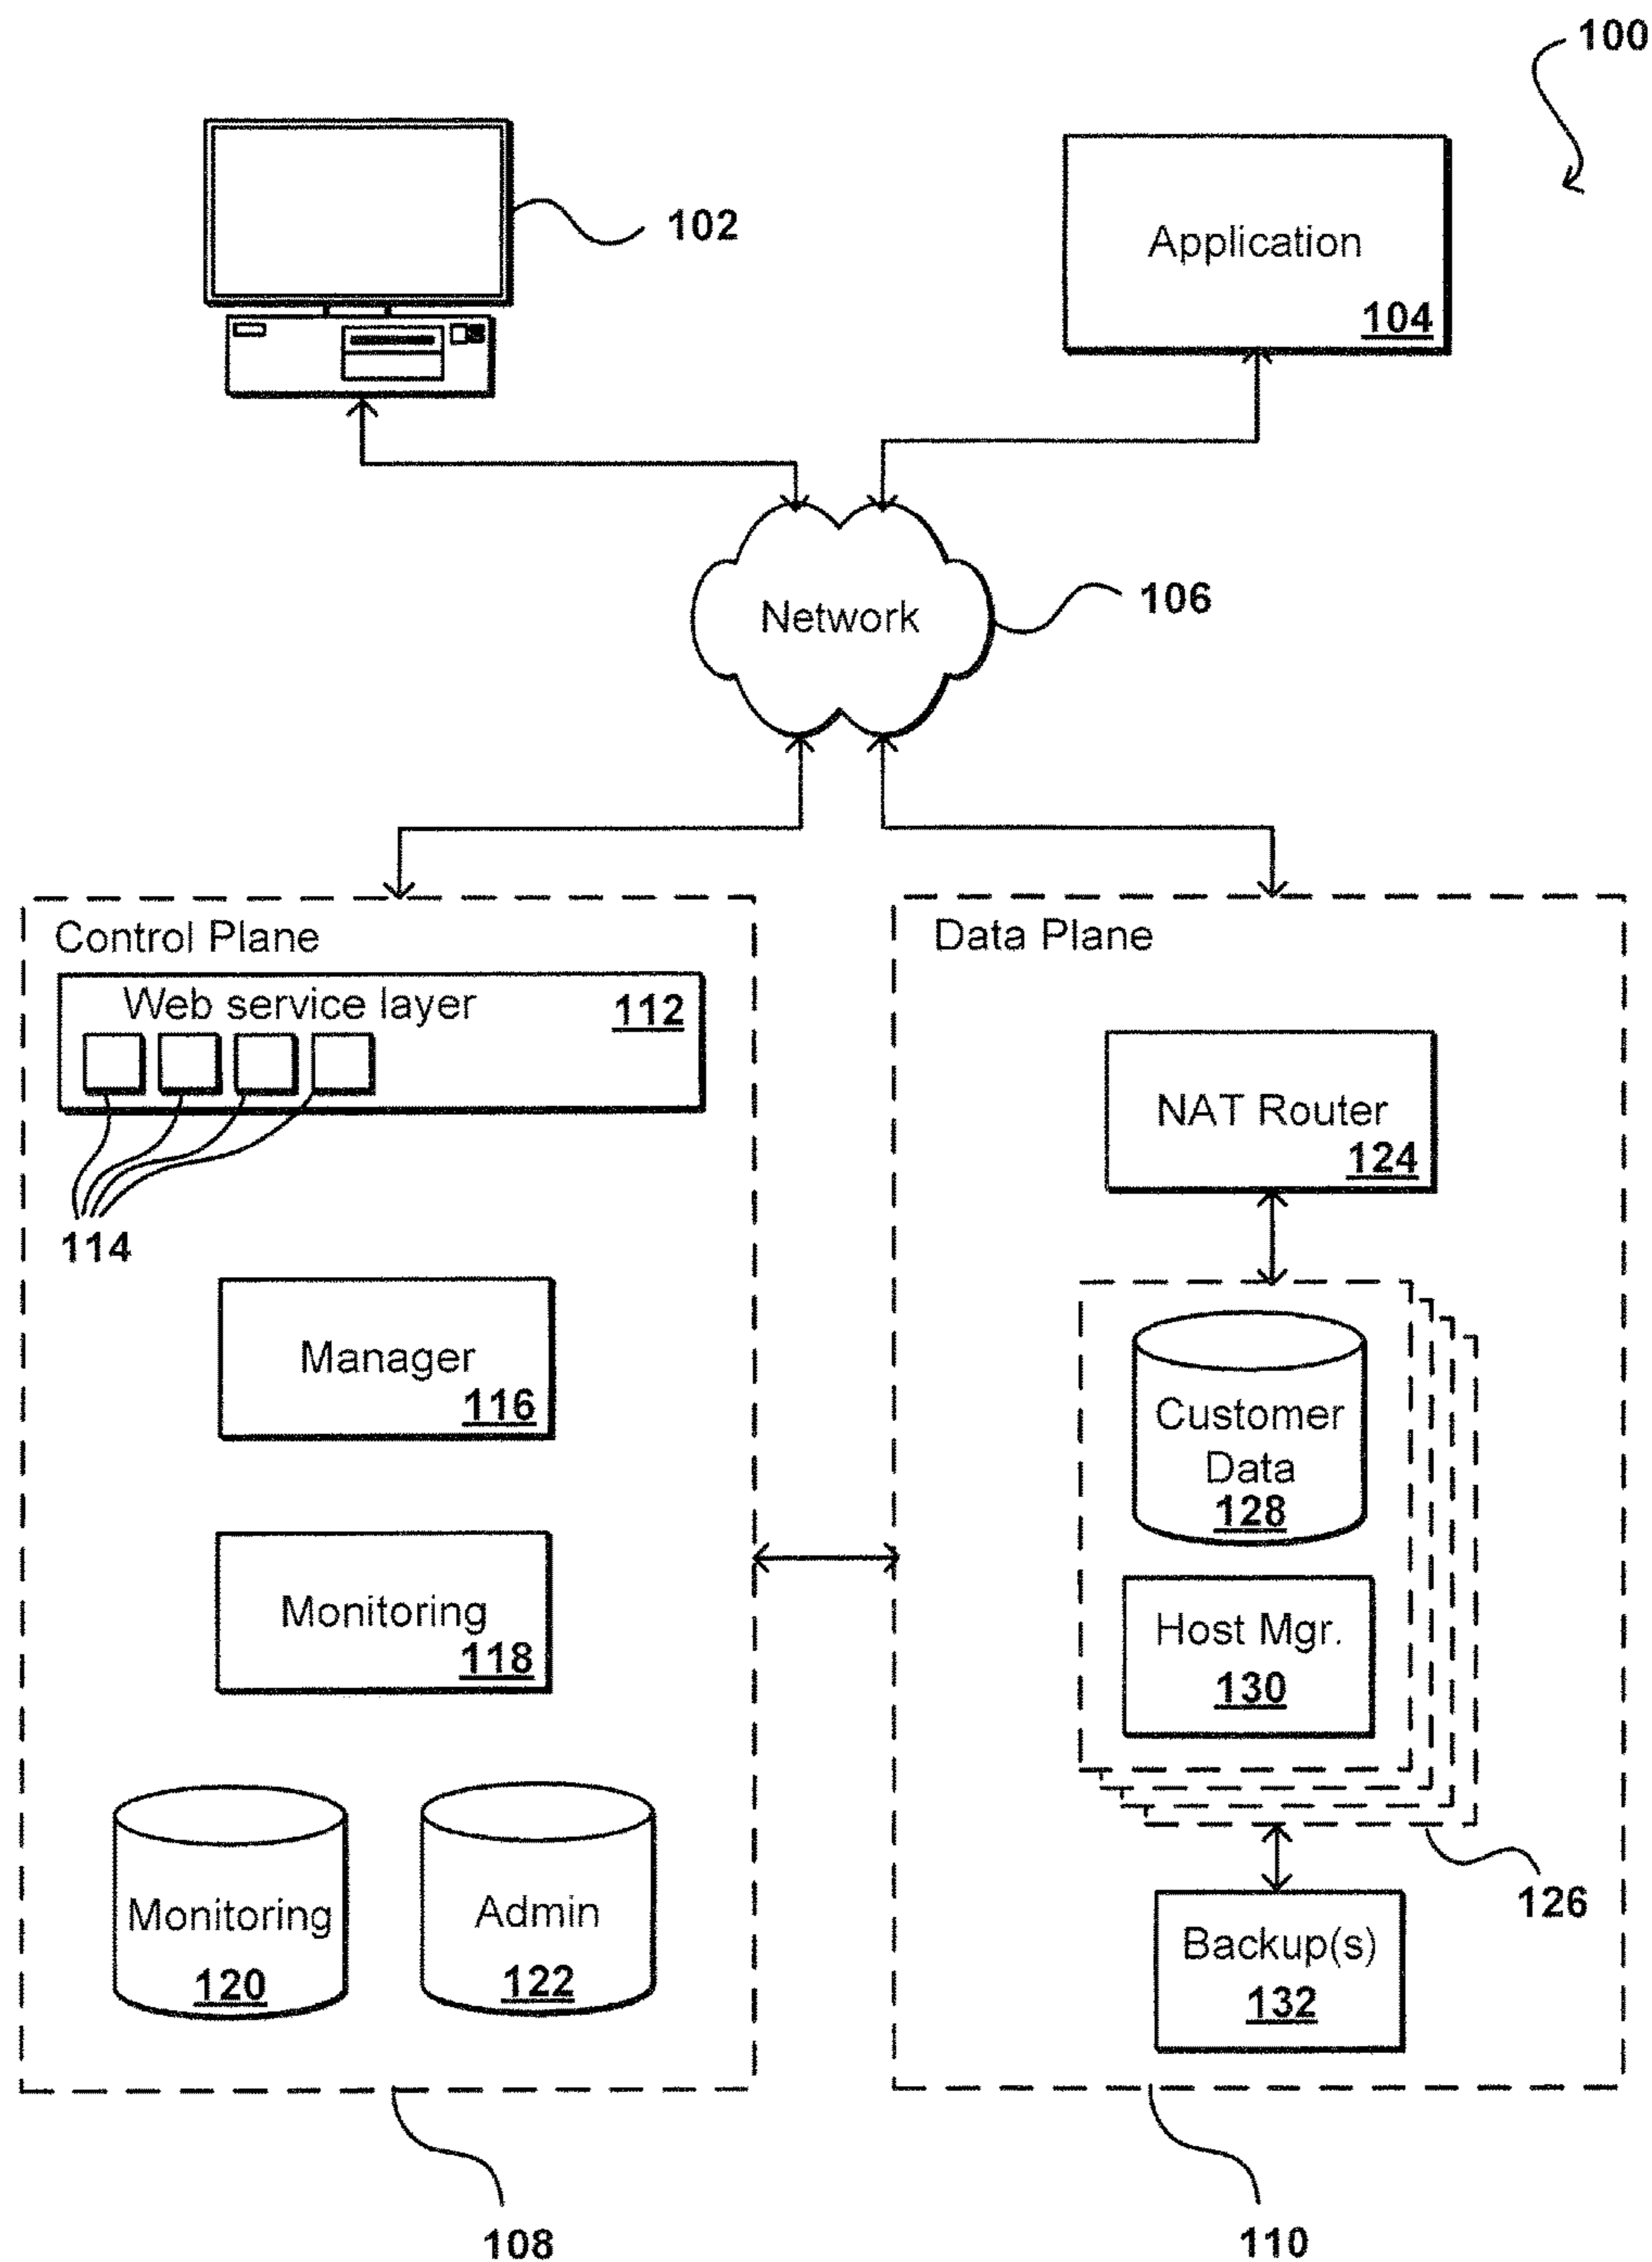 100
102
Application
104
Network
106
Control Plane
Web service layer
112
114
Manager
116
Monitoring
118
Monitoring
120
Admin
122
108
Data Plane
NAT Router
124
Customer
Data
128
Host Mgr.
130
126
Backup(s)
132
110